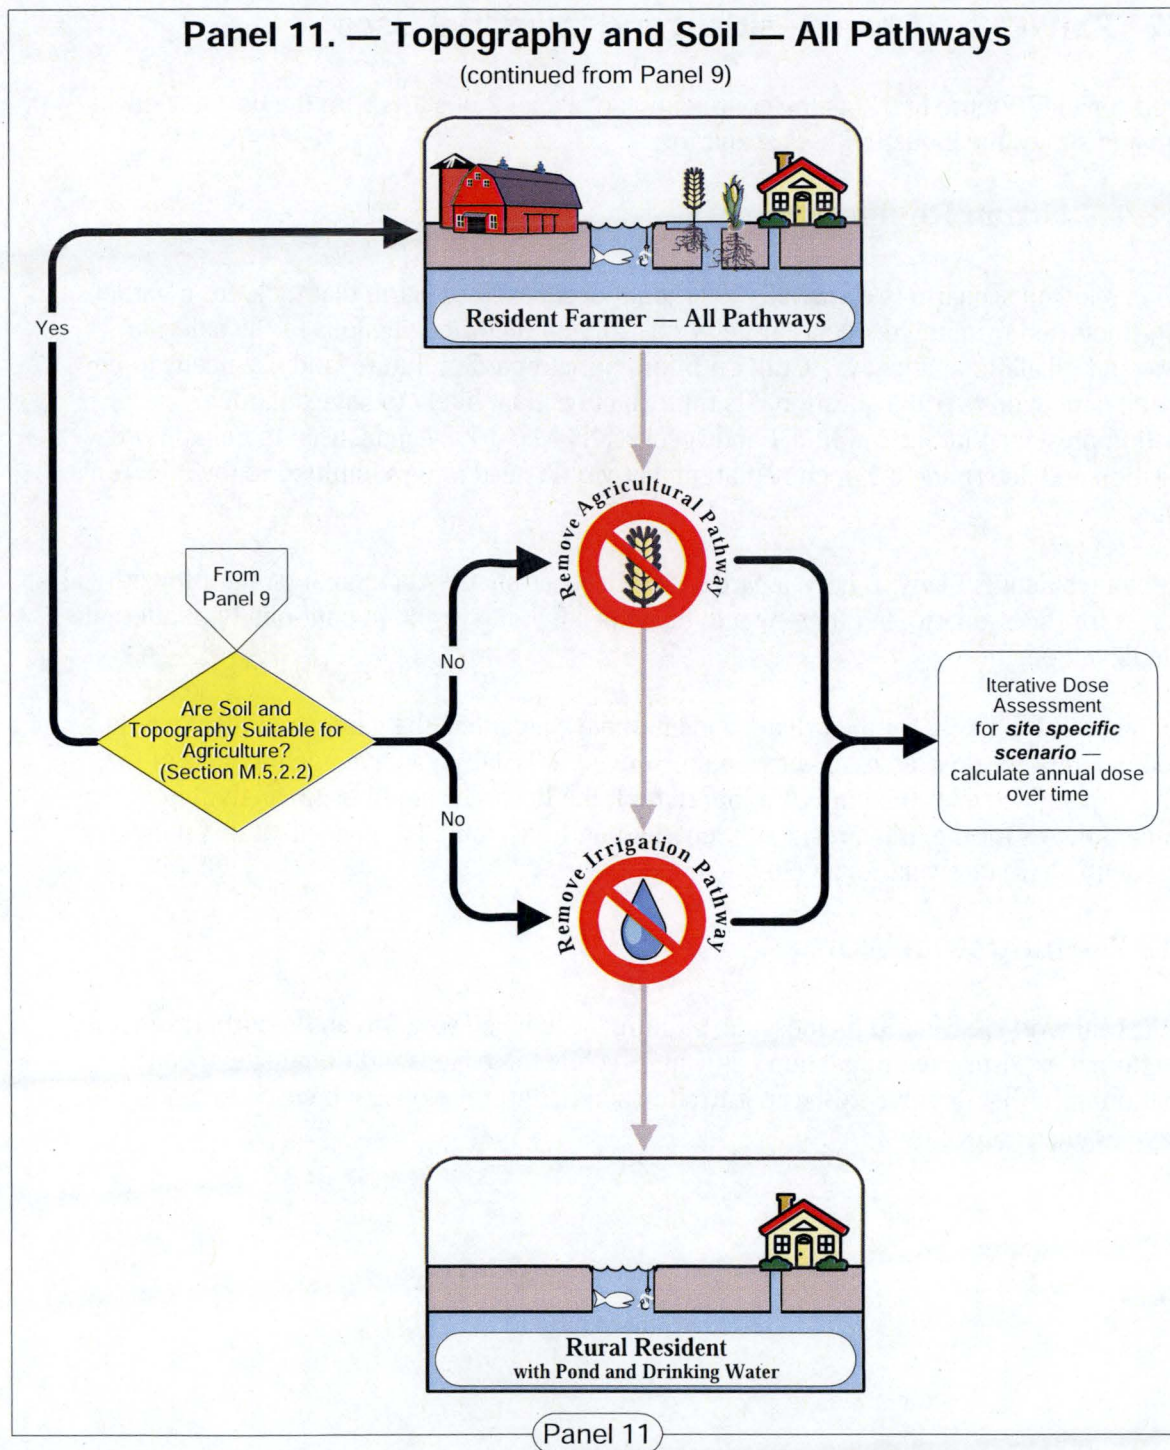 Panel 11. — Topography and Soil — All Pathways
(continued from Panel 9)
Resident Farmer — All Pathways
Yes
Remove Agricultural Pathway
From
Panel 9
No
Are Soil and
Topography Suitable for
Agriculture?
(Section M.5.2.2)
Iterative Dose
Assessment
for site specific
scenario —
calculate annual dose
over time
No
Remove Irrigation Pathway
Rural Resident
with Pond and Drinking Water
Panel 11